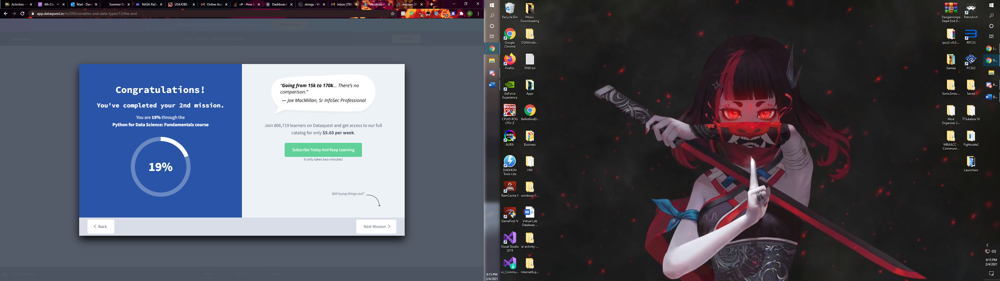 Activities –
4th Cla
Mail - Dani
Summer Un
NASA Path
USAJOBS -
Online Asse
c# - How to
Dashboard
strings - W
Inbox (798)
Variables A
mission-31
app.dataquest.io/m/200/variables-and-data-types/13/the-end
Dashboard
Variables and Data Types
Congratulations!
You've completed your 2nd mission.
You are 19% through the
Python for Data Science: Fundamentals course
19%
“Going from 15k to 170k... There’s no
comparison.”
— Joe MacMillan, Sr InfoSec Professional
Join 806,719 learners on Dataquest and get access to our full
catalog for only $5.65 per week.
Subscribe Today And Keep Learning
It only takes two minutes!
Still trying things out?
Back
Next Mission
12. Takeaways
6:15 PM
2/4/2021
Recycle Bin
Music
Downloading
Google
Chrome
DS4Windo...
Firefox
DND.txt
GeForce
Experience
Apps
CPUID ROG
CPU-Z
BallotAndD...
AURA
Business
DAEMON
Tools Lite
HW
RamCache II
windows-1...
GameFirst IV
Virtual Lab
Database ...
Visual Studio
2019
ie-activity-...
vs_Commu...
InternetExp...
Danganronpa
Dead End D...
RetroArch
rpcs3-v0.0....
RPCS3
Games
PCSX2
SonicSmac...
Saved
Mod
Organizer 2...
T7Jukebox18
MBAACC -
Communi...
Fightcade2
Launchers
(...
V...
#...
D...
6:15 PM
2/4/2021